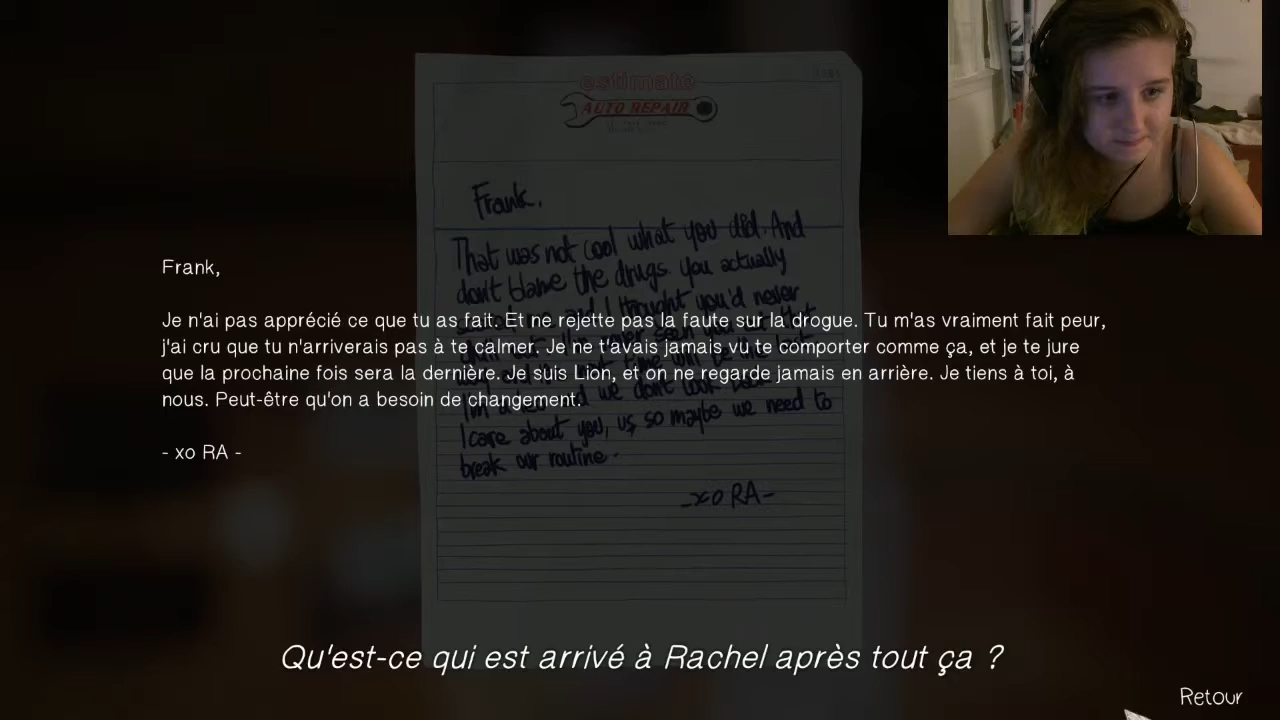 estimate
AUTO REPAIR
Frank.
That was not cool what you did. And
don't blame the drugs. You actually
and I thought you'd never
I care about you, us so maybe we need to
break our routine.
-xo RA-
Frank,
Je n'ai pas apprécié ce que tu as fait. Et ne rejette pas la faute sur la drogue. Tu m'as vraiment fait peur,
j'ai cru que tu n'arriverais pas à te calmer. Je ne t'avais jamais vu te comporter comme ça, et je te jure
que la prochaine fois sera la dernière. Je suis Lion, et on ne regarde jamais en arrière. Je tiens à toi, à
nous. Peut-être qu'on a besoin de changement.
- xo RA -
Qu'est-ce qui est arrivé à Rachel après tout ça ?
Retour